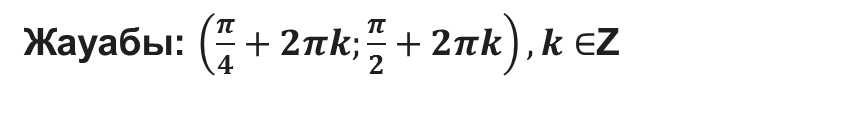 Жауабы: (π/4 + 2πk; π/2 + 2πk), k ∈Z